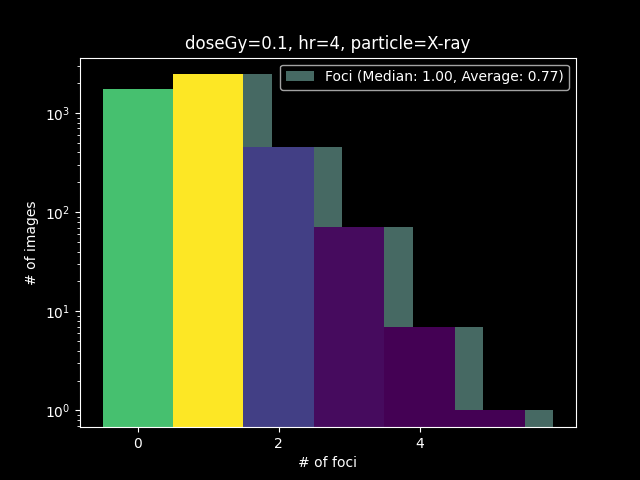 doseGy=0.1, hr=4, particle=X-ray
Foci (Median: 1.00, Average: 0.77)
# of images
10³
10²
10¹
10⁰
0 2 4
# of foci